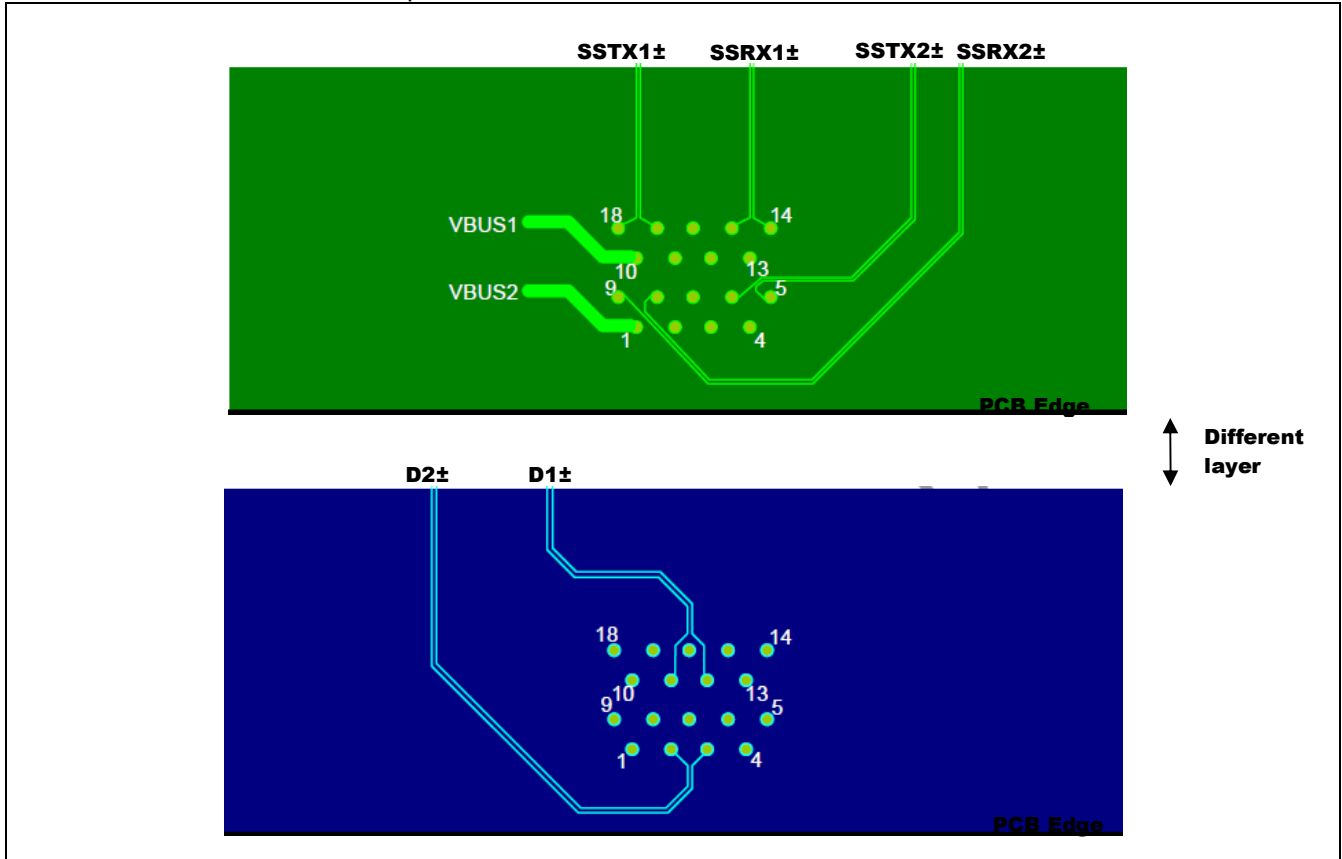 SSTX1± SSRX1± SSTX2± SSRX2±
18 14
VBUS1
10 13
9 5
VBUS2
1 4
PCB Edge
Different
layer
D2± D1±
18 14
10 13
9 5
1 4
PCB Edge